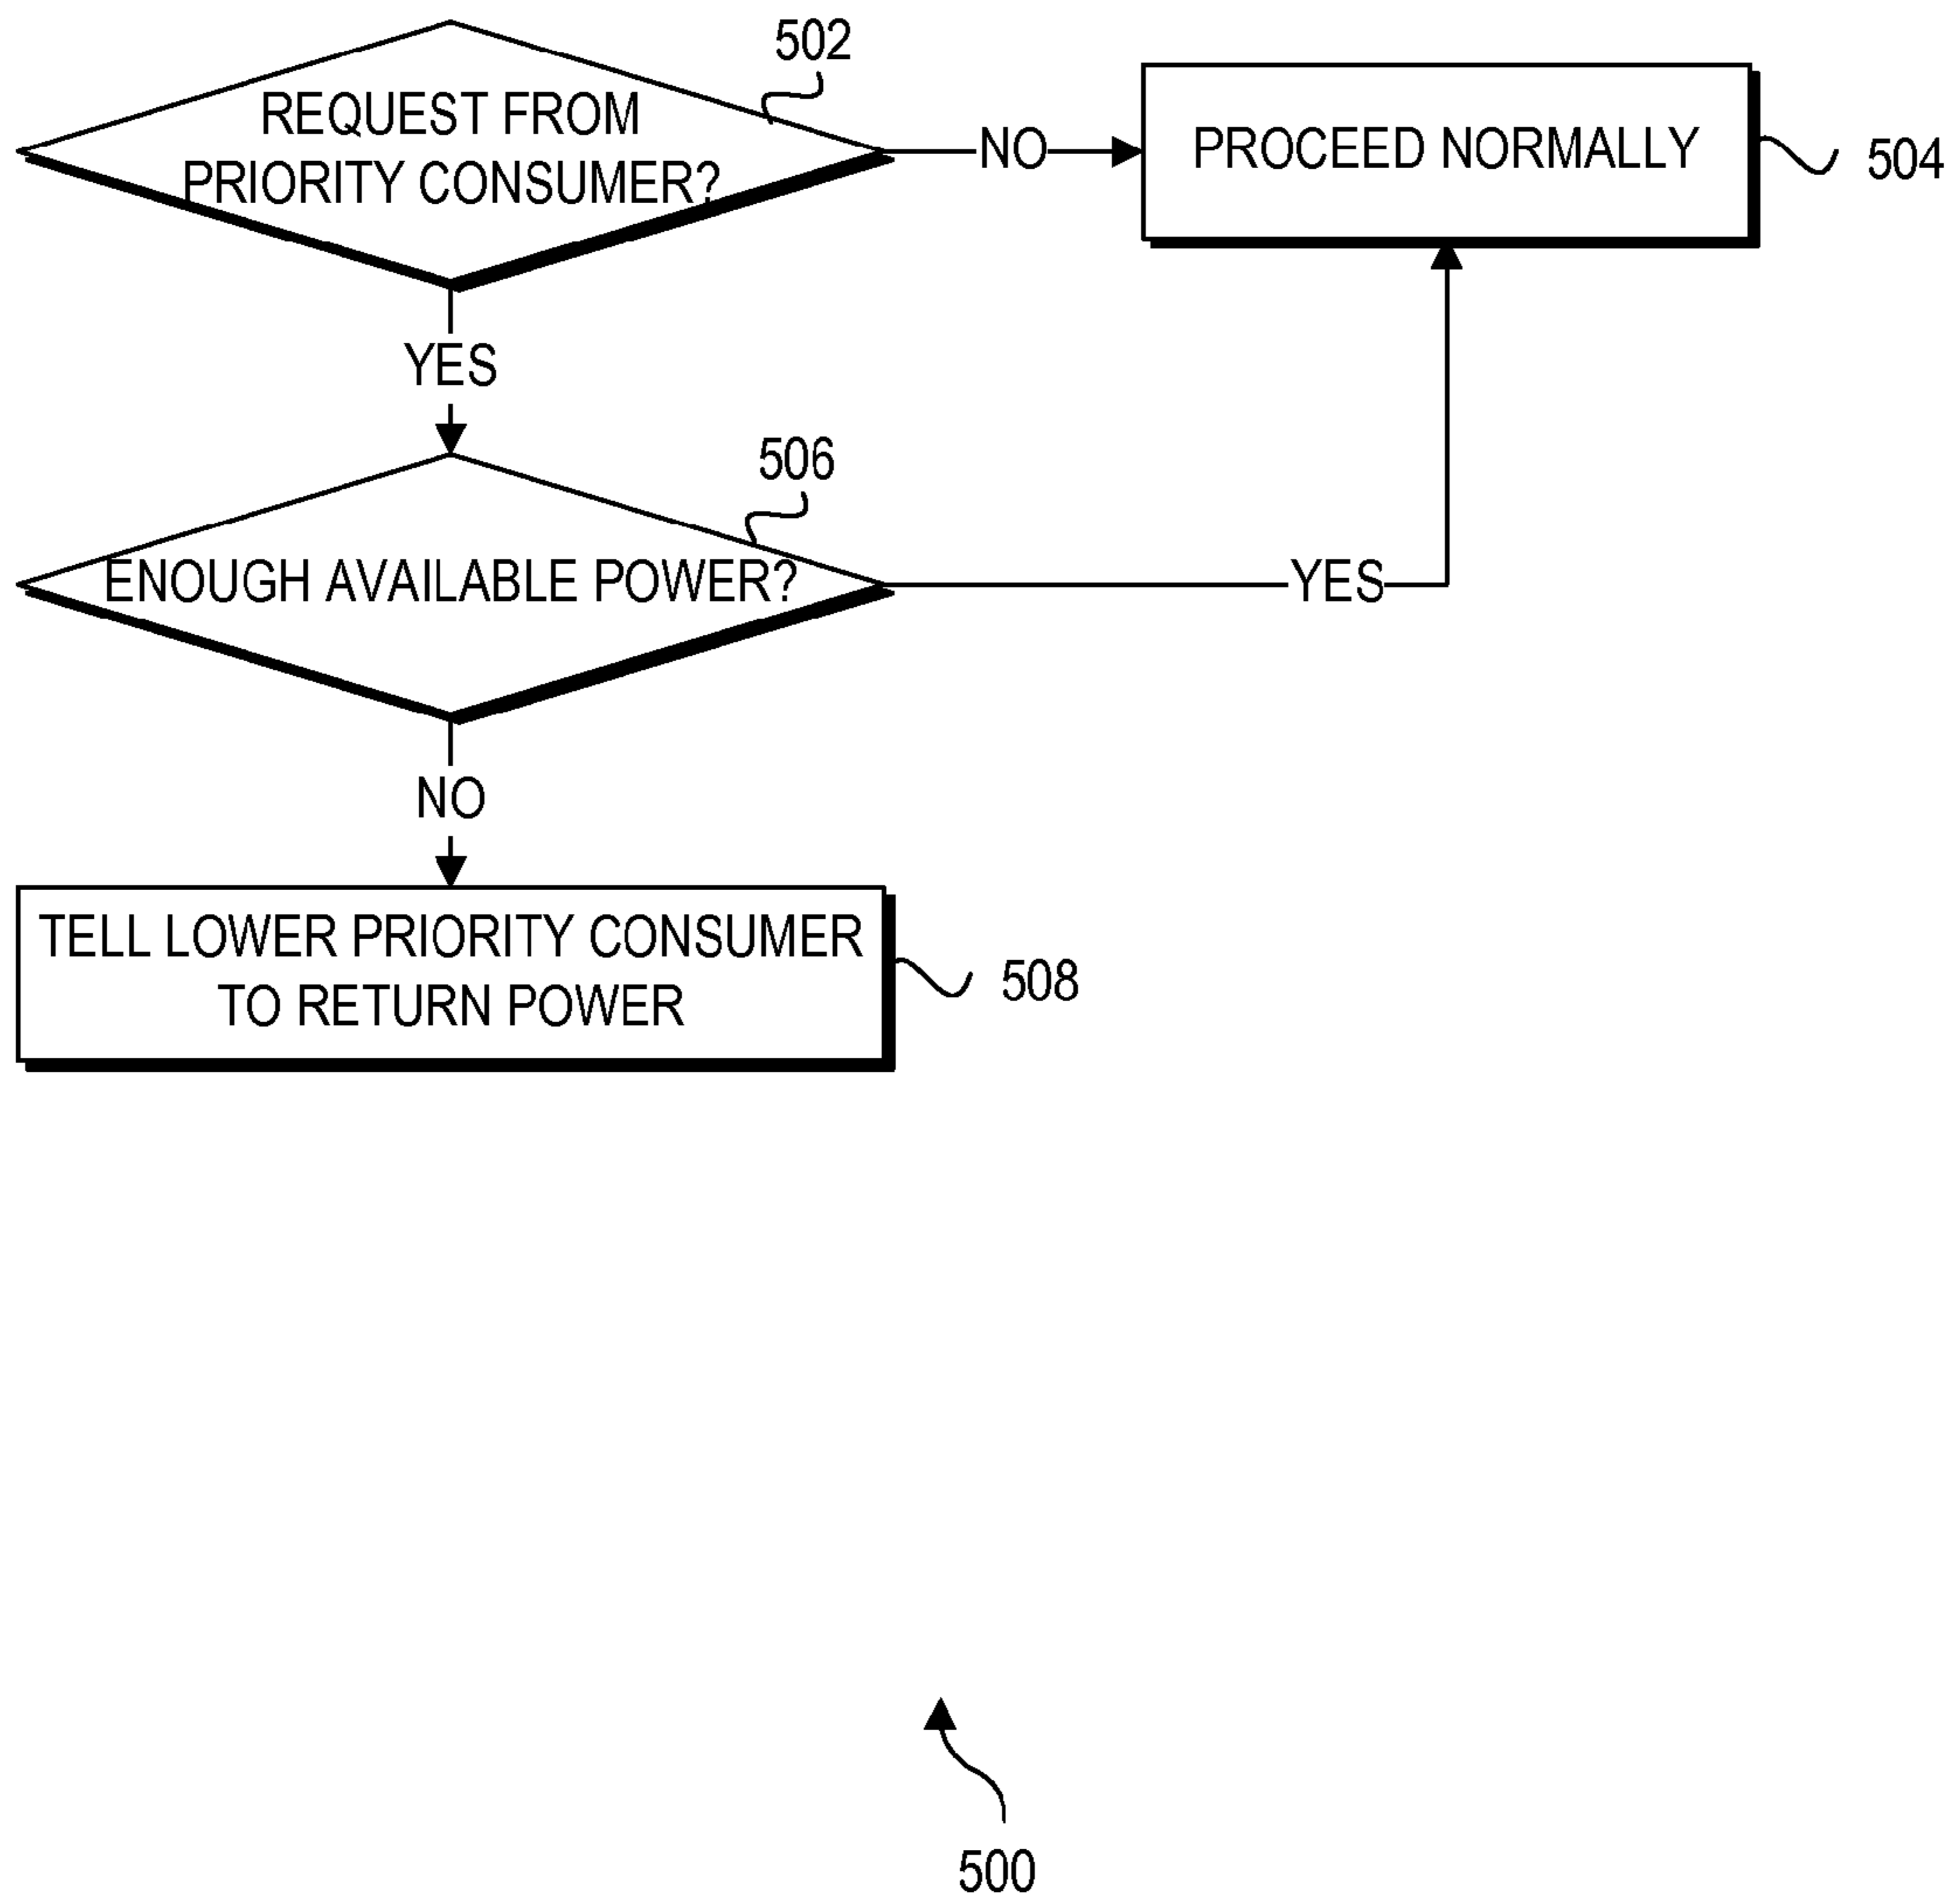 502
REQUEST FROM
PRIORITY CONSUMER?
NO
PROCEED NORMALLY
504
YES
506
ENOUGH AVAILABLE POWER?
YES
NO
TELL LOWER PRIORITY CONSUMER
TO RETURN POWER
508
500